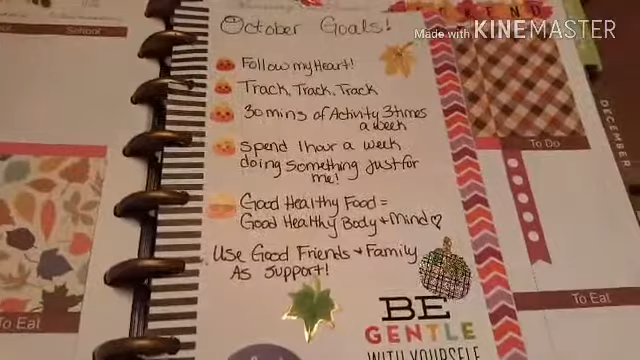 Made with KINEMASTER
October Goals!
School
Follow my Heart!
Track, Track, Track
30 mins of Activity 3 times
a week
Spend 1 hour a week
doing something Just for
me!
Good Healthy Food =
Good Healthy Body + Mind ♡
Use Good Friends + Family
As Support!
BE
GENTLE
WITH YOURSELF
To Do
To Eat
To Eat
DECEMBER